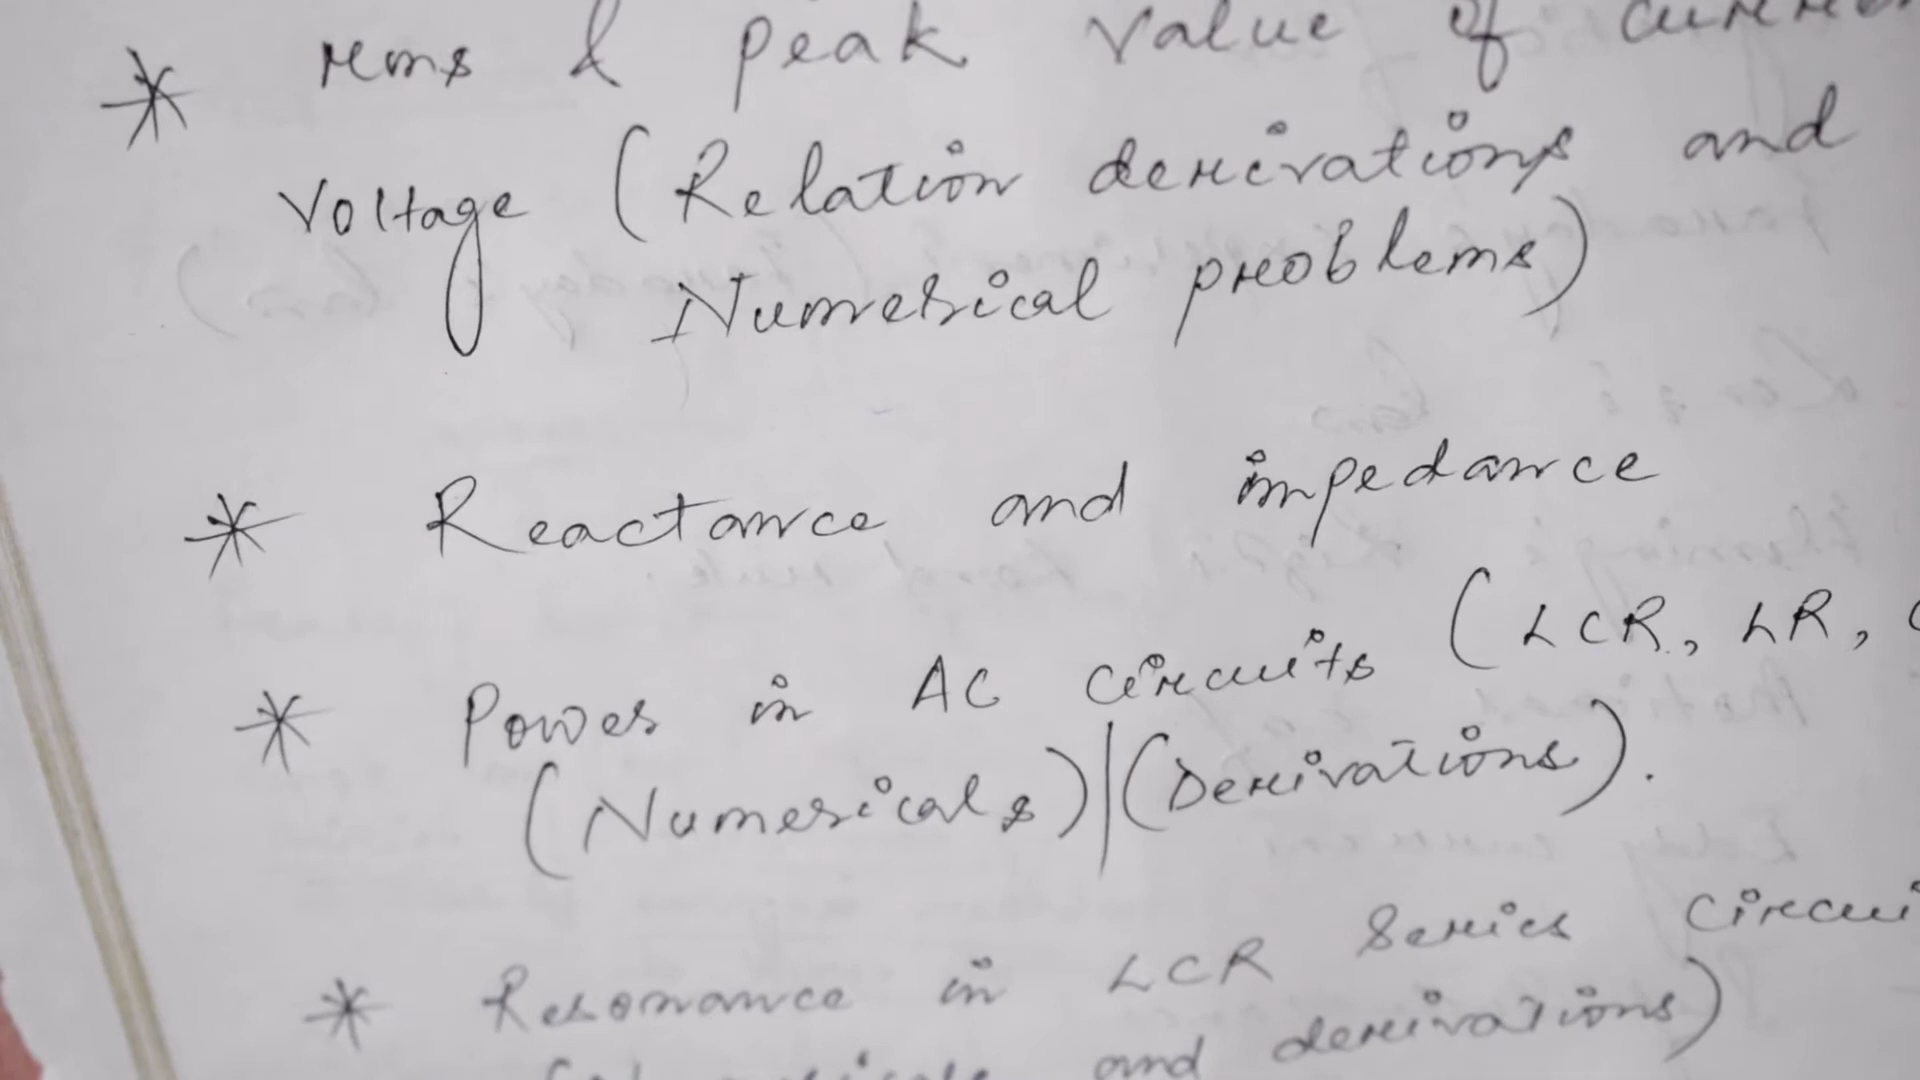 * rms & peak value of
voltage (Relation derivations and
Numerical problems)
* Reactance and impedance
* Power in AC circuits (LCR, LR,
(Numericals)|(Derivations).
* Resonance in LCR series
and derivations)